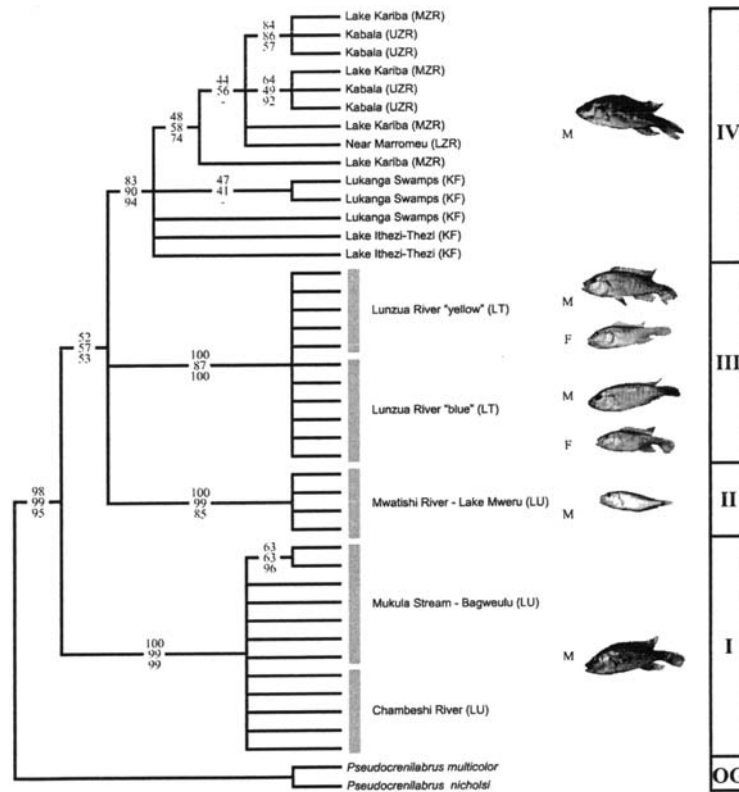 Lake Kariba (MZR)
84
86
57
Kabala (UZR)
Kabala (UZR)
44
56
-
Lake Kariba (MZR)
64
49
92
Kabala (UZR)
Kabala (UZR)
48
58
74
Lake Kariba (MZR)
M
IV
Near Marromeu (LZR)
Lake Kariba (MZR)
83
90
94
47
41
-
Lukanga Swamps (KF)
Lukanga Swamps (KF)
Lukanga Swamps (KF)
Lake Ithezi-Thezi (KF)
Lake Ithezi-Thezi (KF)
M
Lunzua River "yellow" (LT)
F
53
100
87
100
III
M
Lunzua River "blue" (LT)
F
98
99
95
100
99
85
Mwatishi River - Lake Mweru (LU)
M
II
63
63
96
Mukula Stream - Bagweulu (LU)
100
99
99
M
I
Chambeshi River (LU)
Pseudocrenilabrus multicolor
OG
Pseudocrenilabrus nicholsi